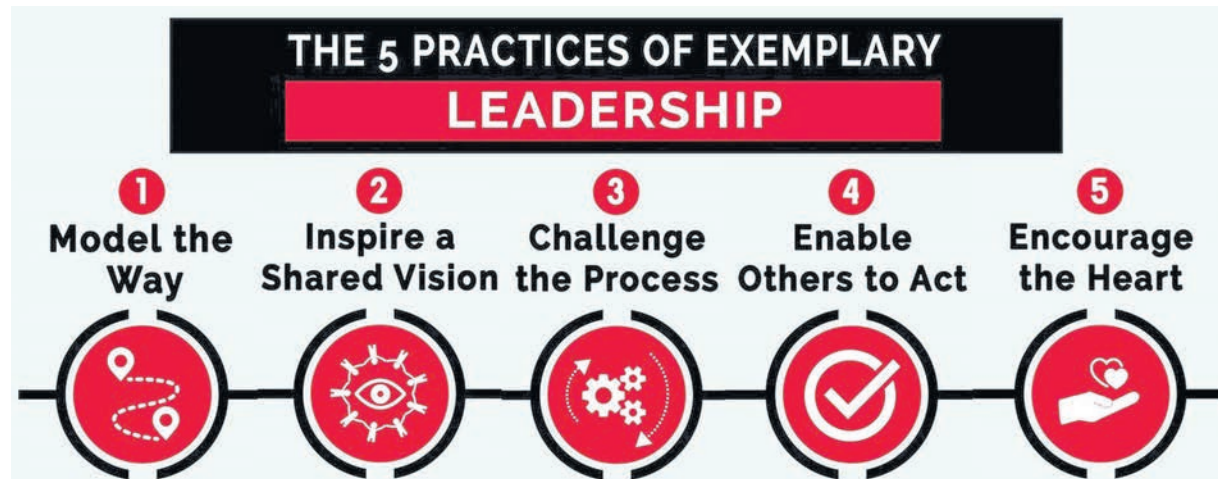 THE 5 PRACTICES OF EXEMPLARY
LEADERSHIP
1
Model the
Way
2
Inspire a
Shared Vision
3
Challenge
the Process
4
Enable
Others to Act
5
Encourage
the Heart